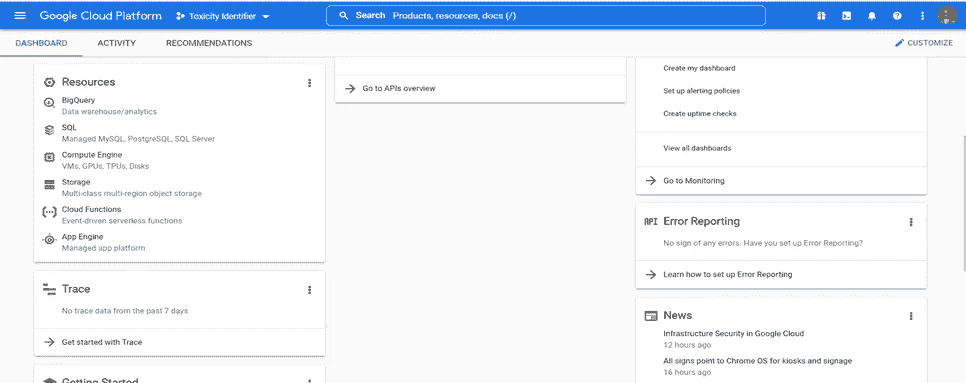 Google Cloud Platform
Toxicity Identifier
Search Products, resources, docs (/)
DASHBOARD
ACTIVITY
RECOMMENDATIONS
CUSTOMIZE
Resources
BigQuery
Data warehouse/analytics
SQL
Managed MySQL, PostgreSQL, SQL Server
Compute Engine
VMs, GPUs, TPUs, Disks
Storage
Multi-class multi-region object storage
Cloud Functions
Event-driven serverless functions
App Engine
Managed app platform
Trace
No trace data from the past 7 days
Get started with Trace
Getting Started
Go to APIs overview
Create my dashboard
Set up alerting policies
Create uptime checks
View all dashboards
Go to Monitoring
API Error Reporting
No sign of any errors. Have you set up Error Reporting?
Learn how to set up Error Reporting
News
Infrastructure Security in Google Cloud
12 hours ago
All signs point to Chrome OS for kiosks and signage
16 hours ago